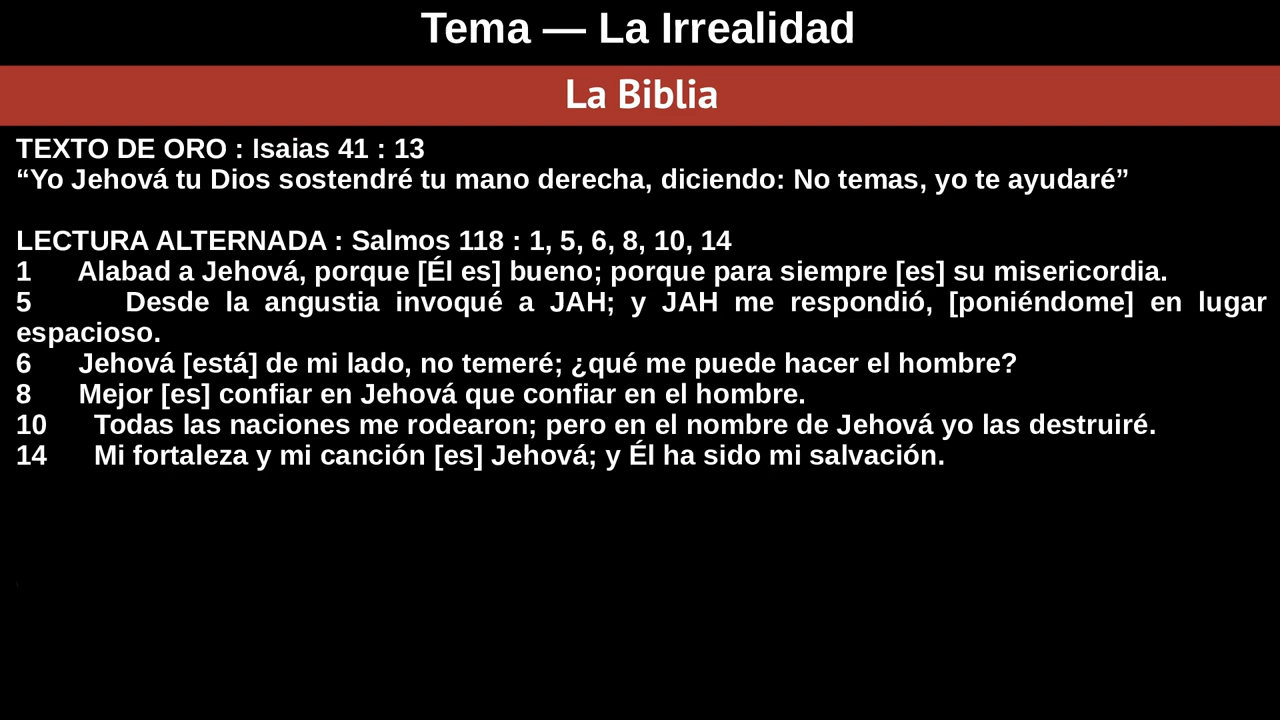 Tema — La Irrealidad
La Biblia
TEXTO DE ORO : Isaias 41 : 13
“Yo Jehová tu Dios sostendré tu mano derecha, diciendo: No temas, yo te ayudaré”
LECTURA ALTERNADA : Salmos 118 : 1, 5, 6, 8, 10, 14
1 Alabad a Jehová, porque [Él es] bueno; porque para siempre [es] su misericordia.
5 Desde la angustia invoqué a JAH; y JAH me respondió, [poniéndome] en lugar
espacioso.
6 Jehová [está] de mi lado, no temeré; ¿qué me puede hacer el hombre?
8 Mejor [es] confiar en Jehová que confiar en el hombre.
10 Todas las naciones me rodearon; pero en el nombre de Jehová yo las destruiré.
14 Mi fortaleza y mi canción [es] Jehová; y Él ha sido mi salvación.